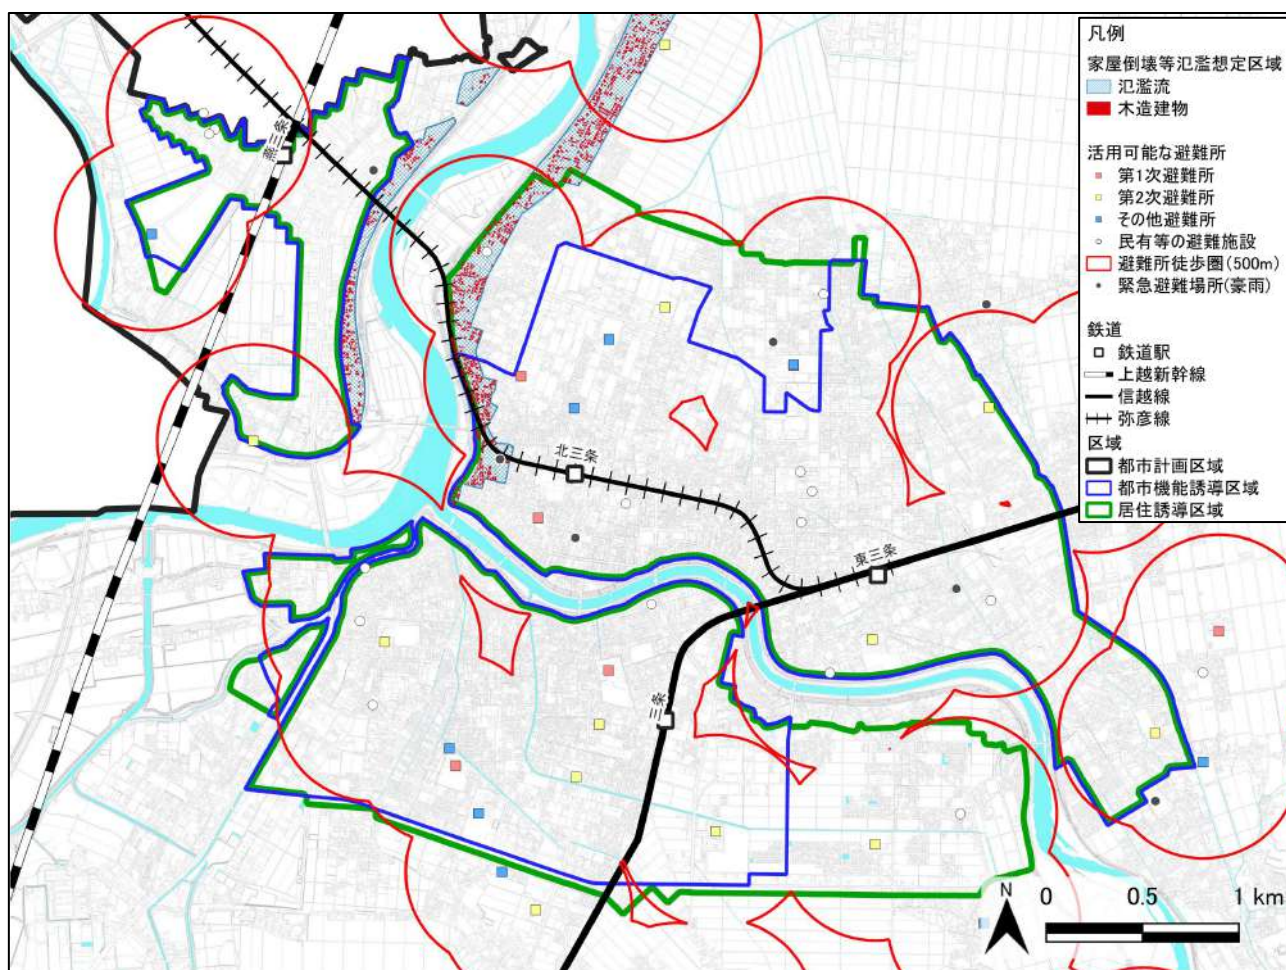 凡例
家屋倒壊等氾濫想定区域
氾濫流
木造建物
活用可能な避難所
第1次避難所
第2次避難所
その他避難所
民有等の避難施設
避難所徒歩圏(500m)
緊急避難場所(豪雨)
鉄道
鉄道駅
上越新幹線
信越線
弥彦線
区域
都市計画区域
都市機能誘導区域
居住誘導区域
燕三条
北三条
東三条
三条
N
0 0.5 1 km